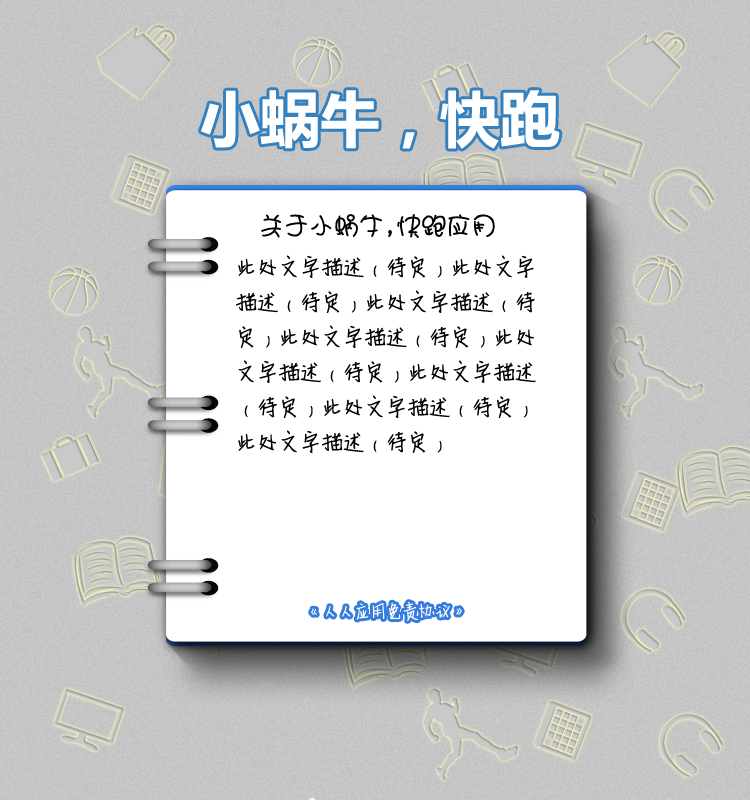 小蜗牛，快跑
关于小蜗牛,快跑应用
此处文字描述（待定）此处文字
描述（待定）此处文字描述（待
定）此处文字描述（待定）此处
文字描述（待定）此处文字描述
（待定）此处文字描述（待定）
此处文字描述（待定）
《人人应用免责协议》